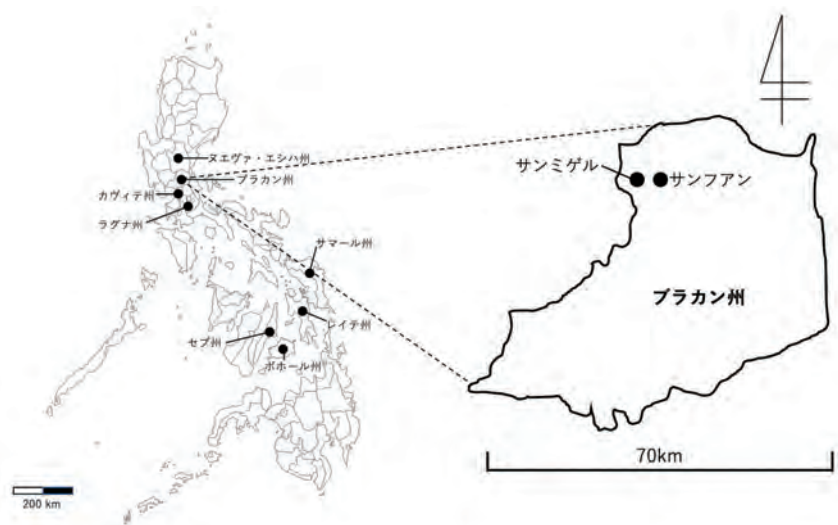 ヌエヴァ・エシハ州
ブラカン州
カヴィテ州
ラグナ州
サマール州
レイテ州
セブ州
ボホール州
200 km
サンミゲル
サンフアン
ブラカン州
70km